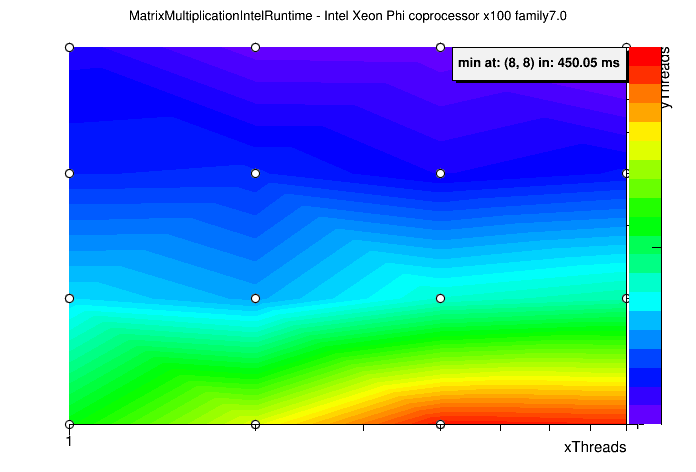 MatrixMultiplicationIntelRuntime - Intel Xeon Phi coprocessor x100 family7.0
min at: (8, 8) in: 450.05 ms
yThreads
1
xThreads